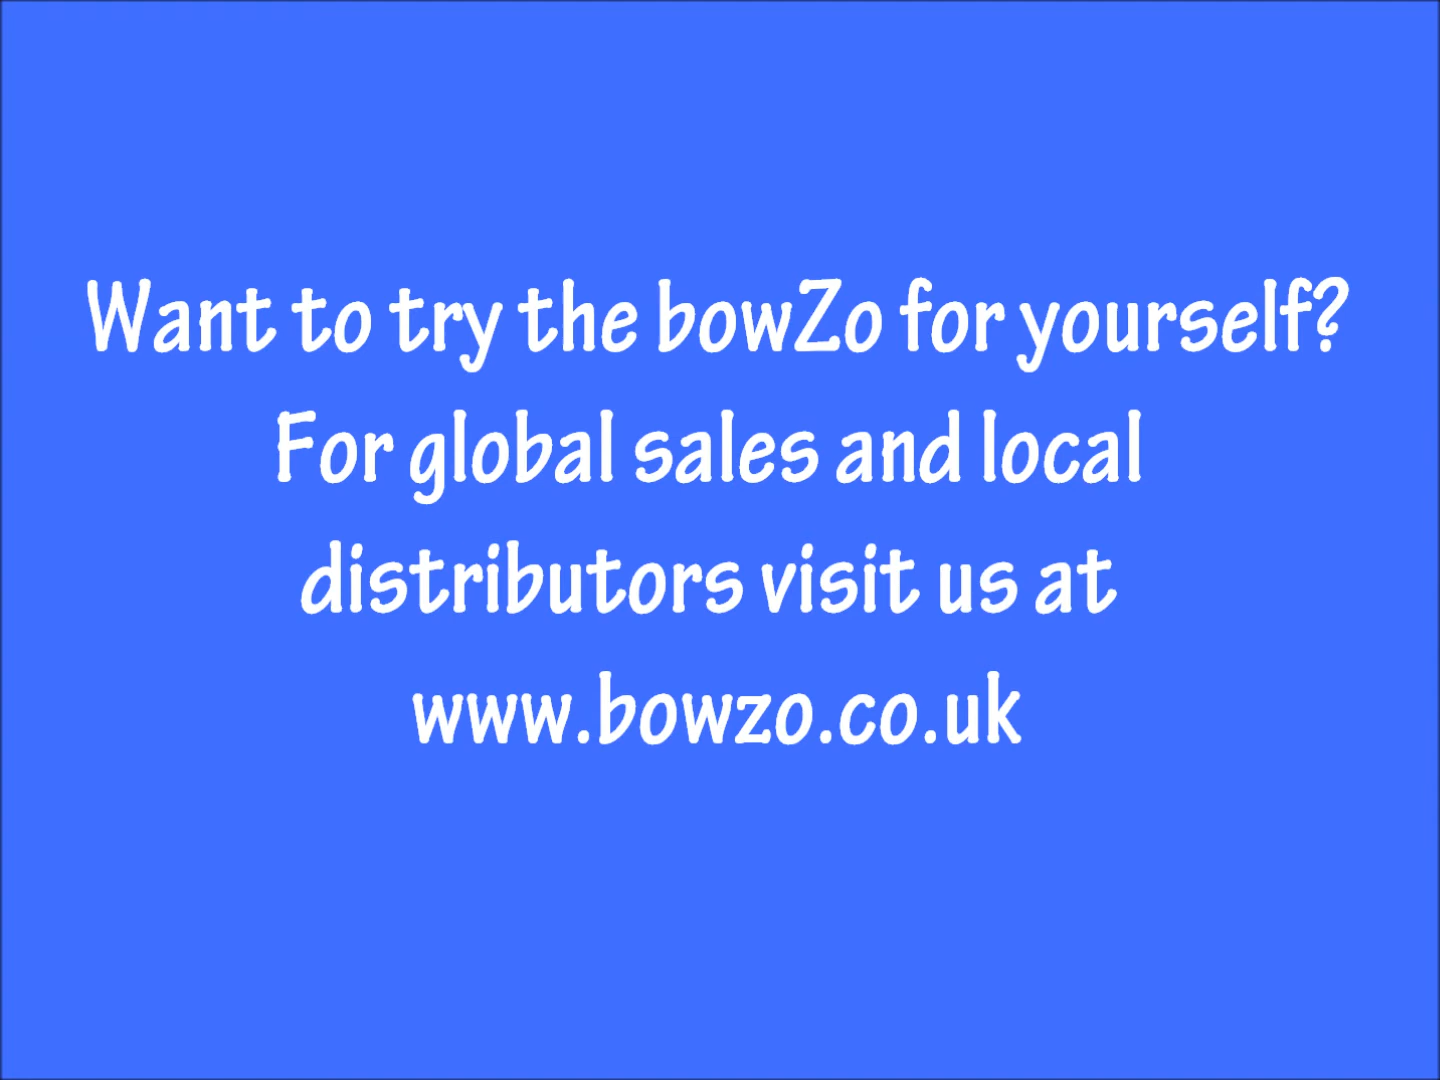 Want to try the bowZo for yourself?
For global sales and local
distributors visit us at
www.bowzo.co.uk